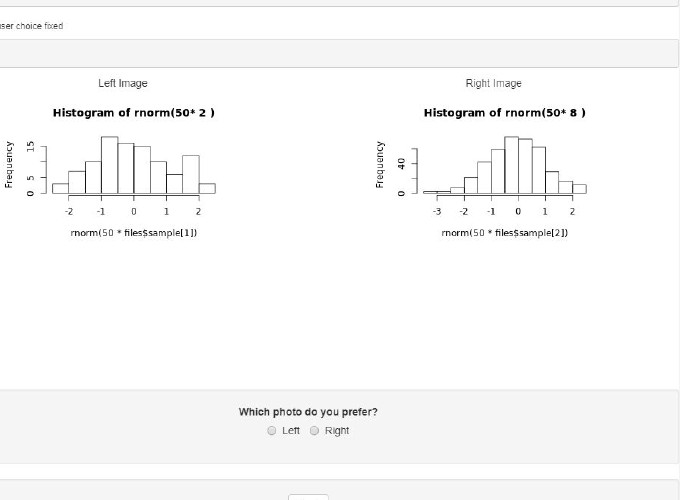 user choice fixed
Left Image
Right Image
Histogram of rnorm(50* 2 )
Histogram of rnorm(50* 8 )
Frequency
15
5
0
-2 -1 0 1 2
rnorm(50 * files$sample[1])
Frequency
40
0
-3 -2 -1 0 1 2
rnorm(50 * files$sample[2])
Which photo do you prefer?
Left Right